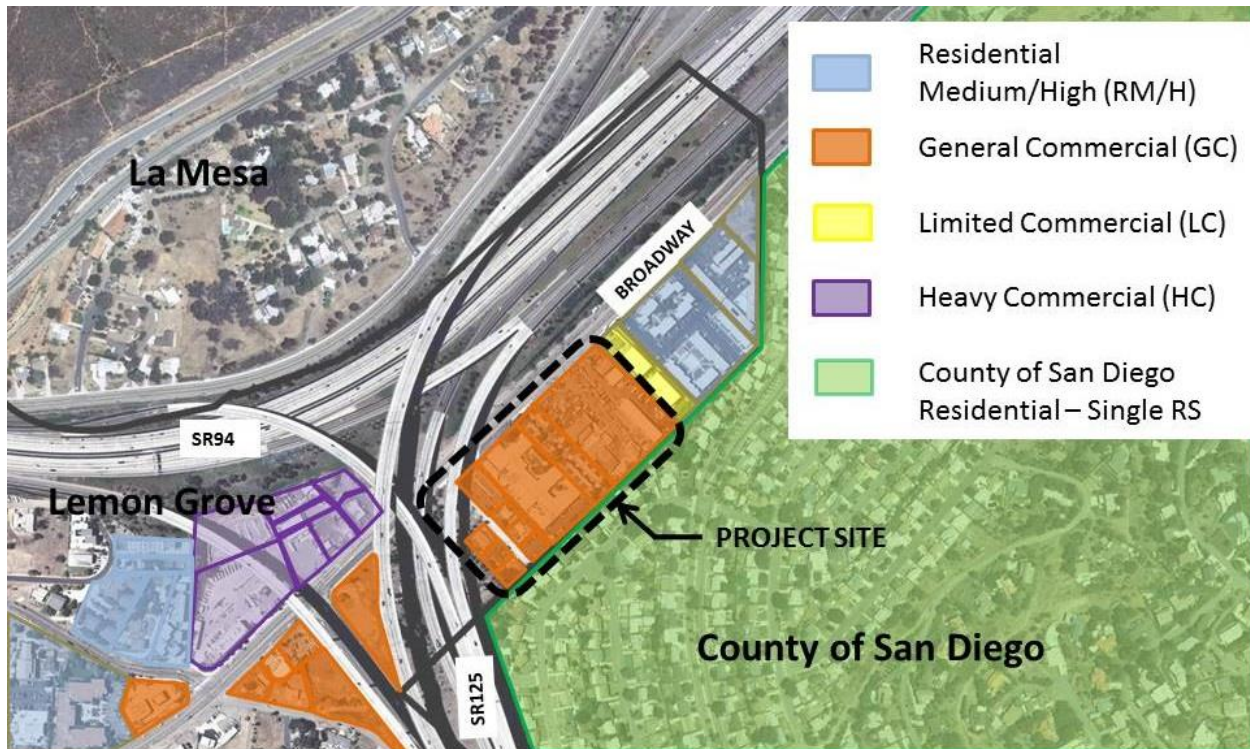 La Mesa
BROADWAY
SR94
Lemon Grove
PROJECT SITE
County of San Diego
SR125
Residential
Medium/High (RM/H)
General Commercial (GC)
Limited Commercial (LC)
Heavy Commercial (HC)
County of San Diego
Residential – Single RS